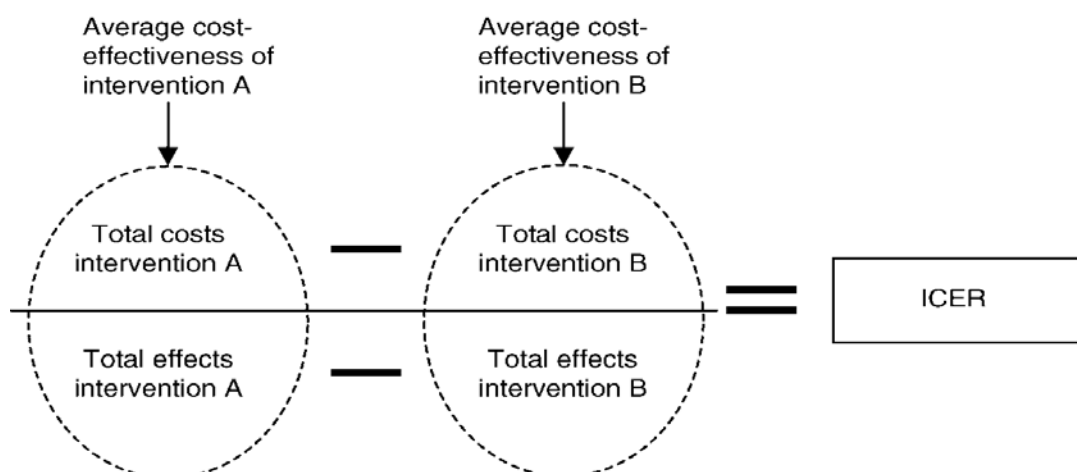 Average cost-
effectiveness of
intervention A
Average cost-
effectiveness of
intervention B
Total costs
intervention A
Total costs
intervention B
Total effects
intervention A
Total effects
intervention B
ICER